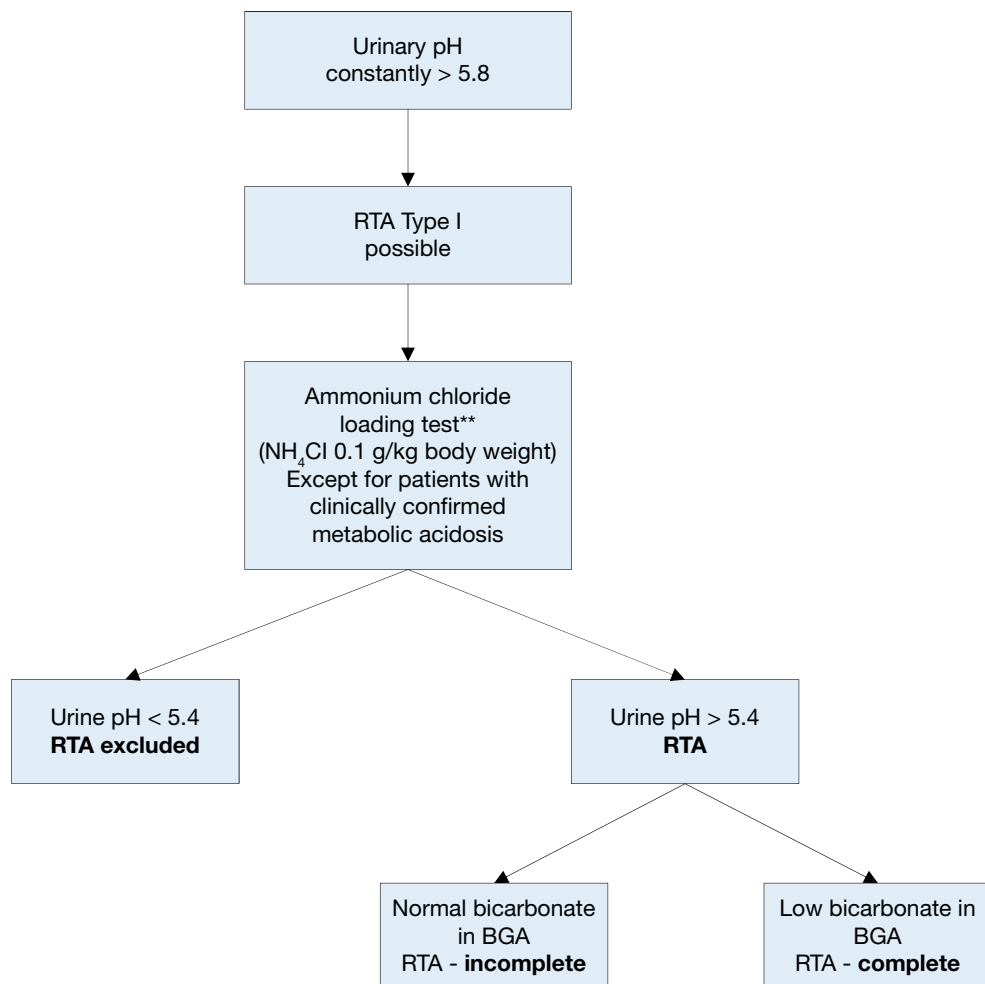 Urinary pH
constantly > 5.8
RTA Type I
possible
Ammonium chloride
loading test**
(NH₄Cl 0.1 g/kg body weight)
Except for patients with
clinically confirmed
metabolic acidosis
Urine pH < 5.4
RTA excluded
Urine pH > 5.4
RTA
Normal bicarbonate
in BGA
RTA - incomplete
Low bicarbonate in
BGA
RTA - complete